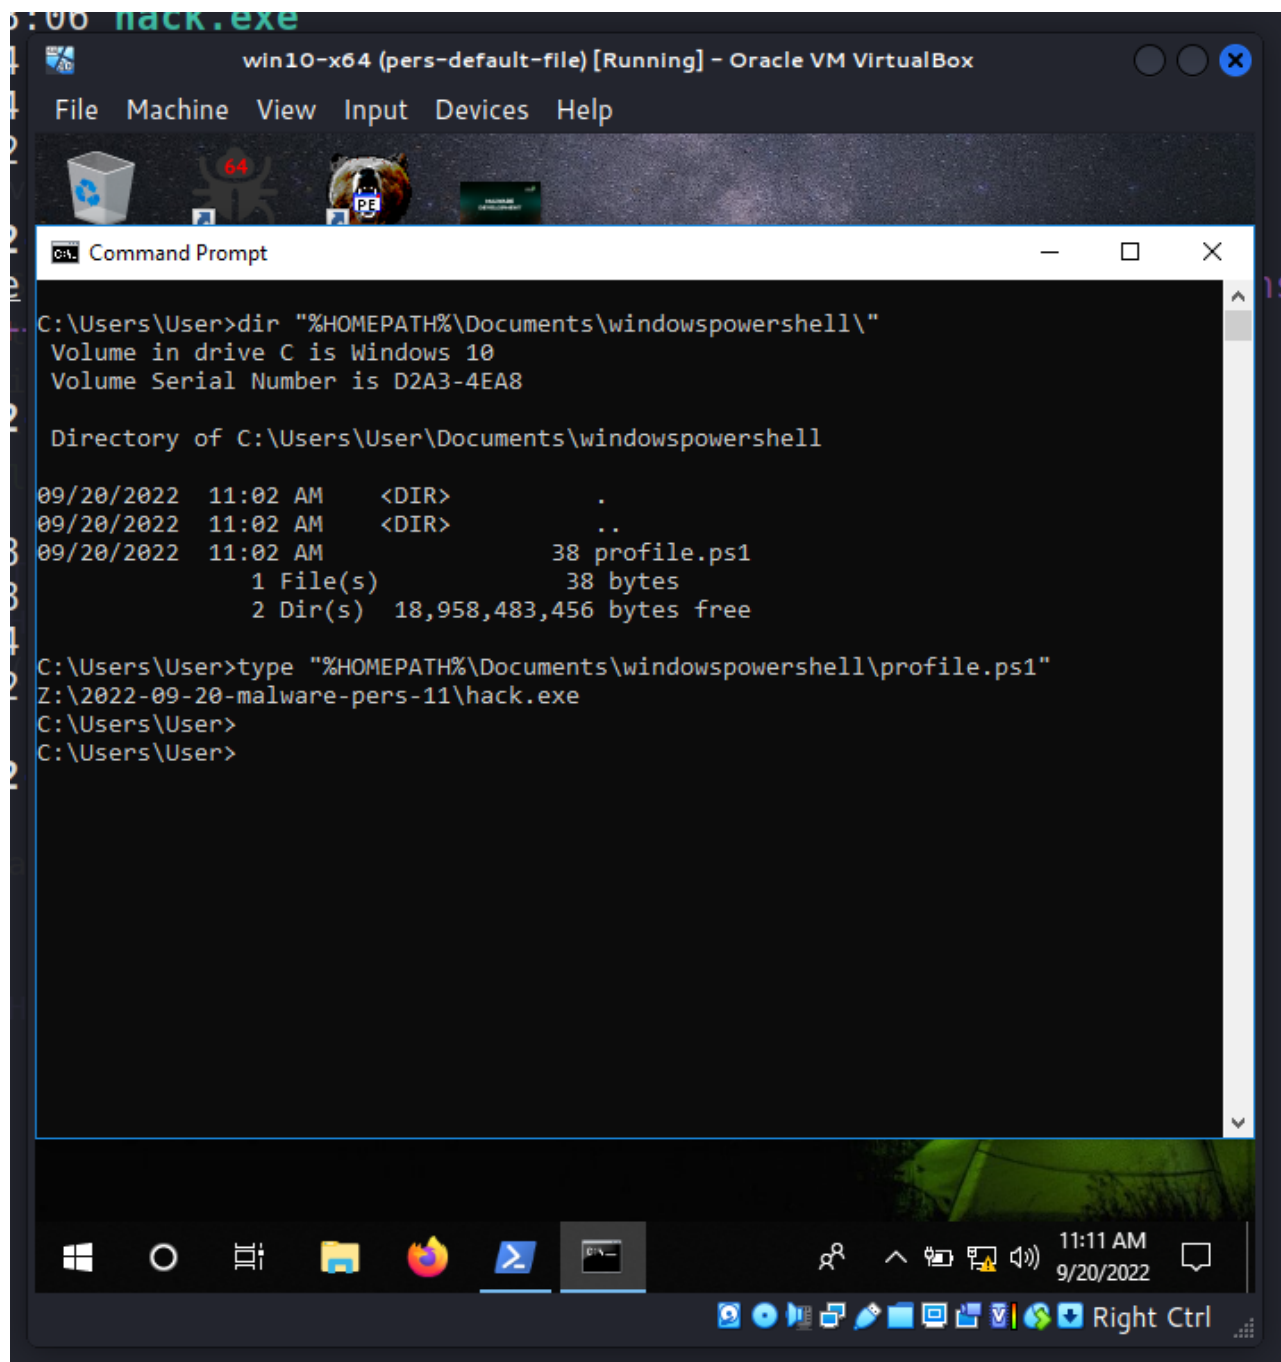 :06 hack.exe
win10-x64 (pers-default-file) [Running] - Oracle VM VirtualBox
File Machine View Input Devices Help
64
PE
MALWARE
DEVELOPMENT
Command Prompt
C:\Users\User>dir "%HOMEPATH%\Documents\windowspowershell\"
Volume in drive C is Windows 10
Volume Serial Number is D2A3-4EA8
Directory of C:\Users\User\Documents\windowspowershell
09/20/2022 11:02 AM <DIR> .
09/20/2022 11:02 AM <DIR> ..
09/20/2022 11:02 AM 38 profile.ps1
1 File(s) 38 bytes
2 Dir(s) 18,958,483,456 bytes free
C:\Users\User>type "%HOMEPATH%\Documents\windowspowershell\profile.ps1"
Z:\2022-09-20-malware-pers-11\hack.exe
C:\Users\User>
C:\Users\User>
11:11 AM
9/20/2022
Right Ctrl